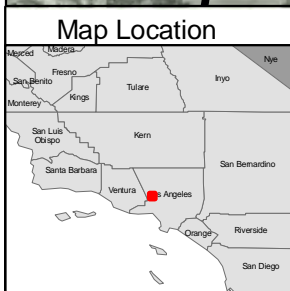 Map Location
Merced
Madera
Nye
Fresno
San Benito
Inyo
Tulare
Kings
Monterey
San Luis
Obispo
Kern
San Bernardino
Santa Barbara
Ventura
Los Angeles
Orange
Riverside
San Diego